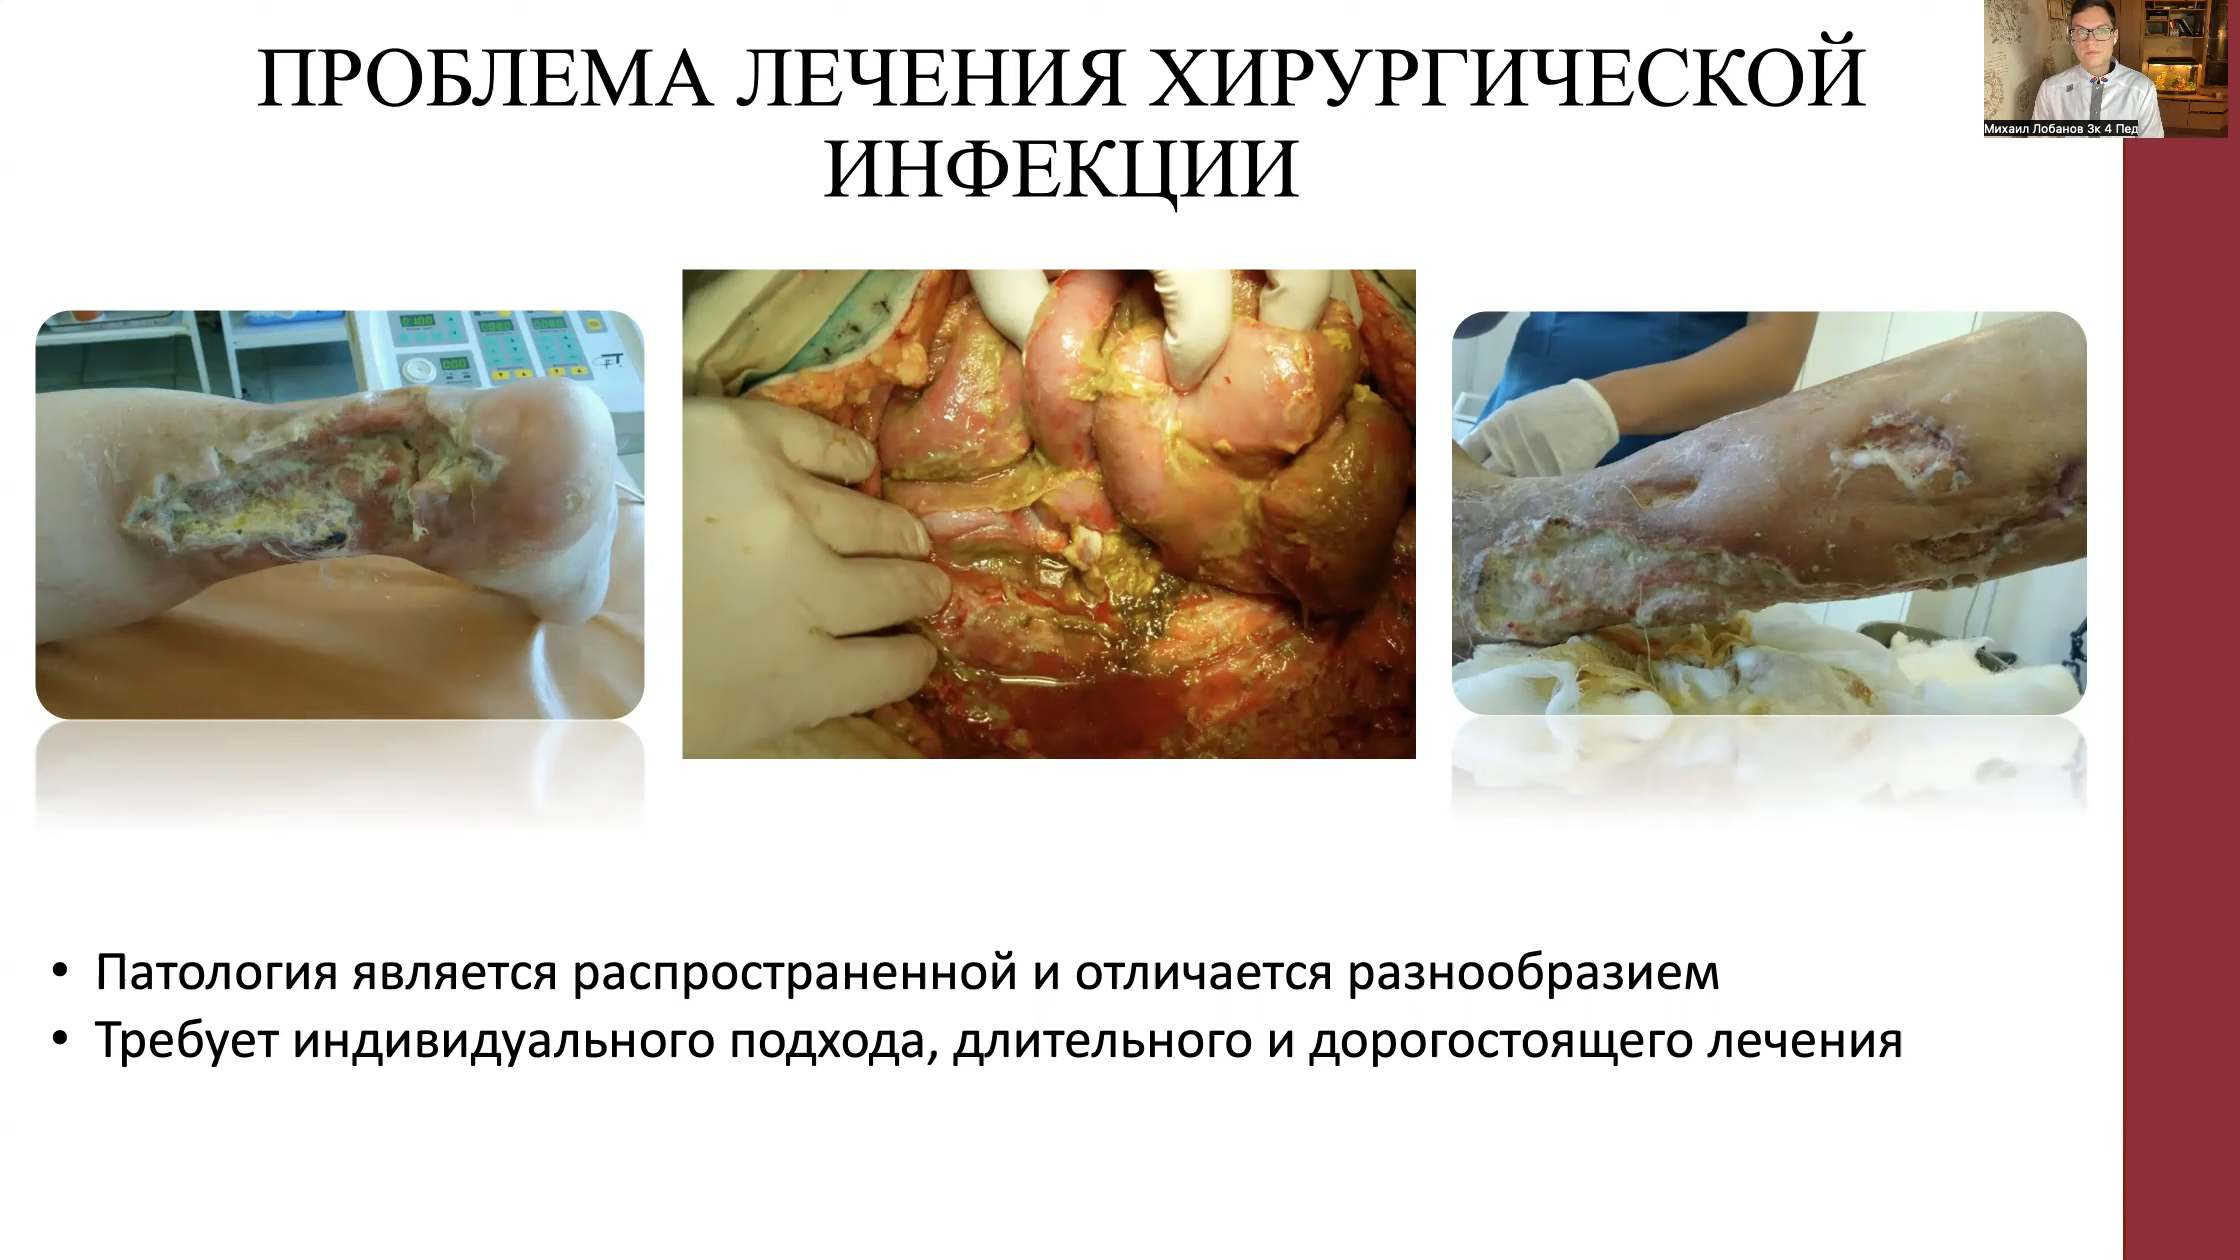 ПРОБЛЕМА ЛЕЧЕНИЯ ХИРУРГИЧЕСКОЙ
ИНФЕКЦИИ
Михаил Лобанов 3к 4 Пед
• Патология является распространенной и отличается разнообразием
• Требует индивидуального подхода, длительного и дорогостоящего лечения